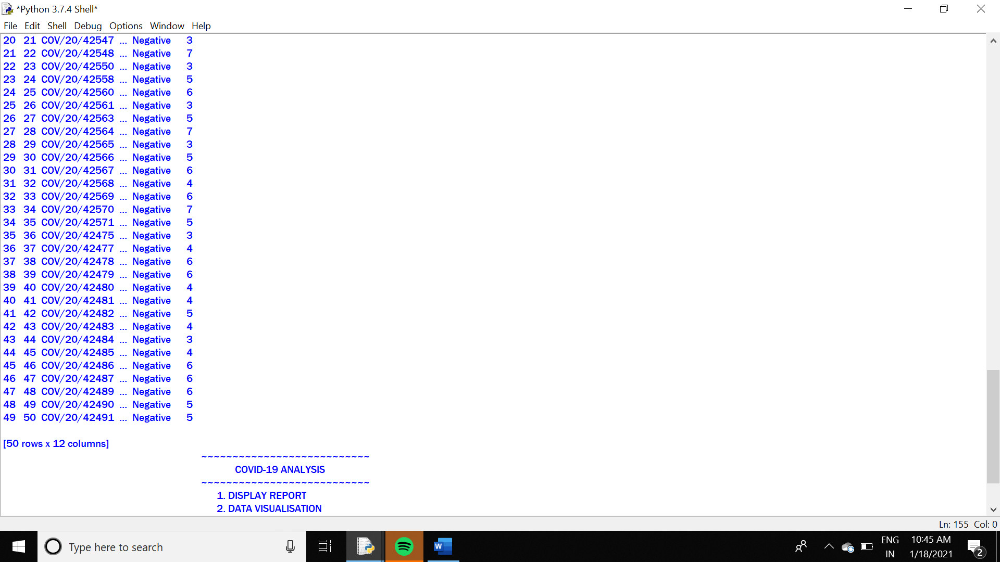 *Python 3.7.4 Shell*
File Edit Shell Debug Options Window Help
20 21 COV/20/42547 ... Negative 3
21 22 COV/20/42548 ... Negative 7
22 23 COV/20/42550 ... Negative 3
23 24 COV/20/42558 ... Negative 5
24 25 COV/20/42560 ... Negative 6
25 26 COV/20/42561 ... Negative 3
26 27 COV/20/42563 ... Negative 5
27 28 COV/20/42564 ... Negative 7
28 29 COV/20/42565 ... Negative 3
29 30 COV/20/42566 ... Negative 5
30 31 COV/20/42567 ... Negative 6
31 32 COV/20/42568 ... Negative 4
32 33 COV/20/42569 ... Negative 6
33 34 COV/20/42570 ... Negative 7
34 35 COV/20/42571 ... Negative 5
35 36 COV/20/42475 ... Negative 3
36 37 COV/20/42477 ... Negative 4
37 38 COV/20/42478 ... Negative 6
38 39 COV/20/42479 ... Negative 6
39 40 COV/20/42480 ... Negative 4
40 41 COV/20/42481 ... Negative 4
41 42 COV/20/42482 ... Negative 5
42 43 COV/20/42483 ... Negative 4
43 44 COV/20/42484 ... Negative 3
44 45 COV/20/42485 ... Negative 4
45 46 COV/20/42486 ... Negative 6
46 47 COV/20/42487 ... Negative 6
47 48 COV/20/42489 ... Negative 6
48 49 COV/20/42490 ... Negative 5
49 50 COV/20/42491 ... Negative 5
[50 rows x 12 columns]
~~~~~~~~~~~~~~~~~~~~~~~~~~~
COVID-19 ANALYSIS
~~~~~~~~~~~~~~~~~~~~~~~~~~~
1. DISPLAY REPORT
2. DATA VISUALISATION
Ln: 155 Col: 0
Type here to search
W
ENG
IN
10:45 AM
1/18/2021
2